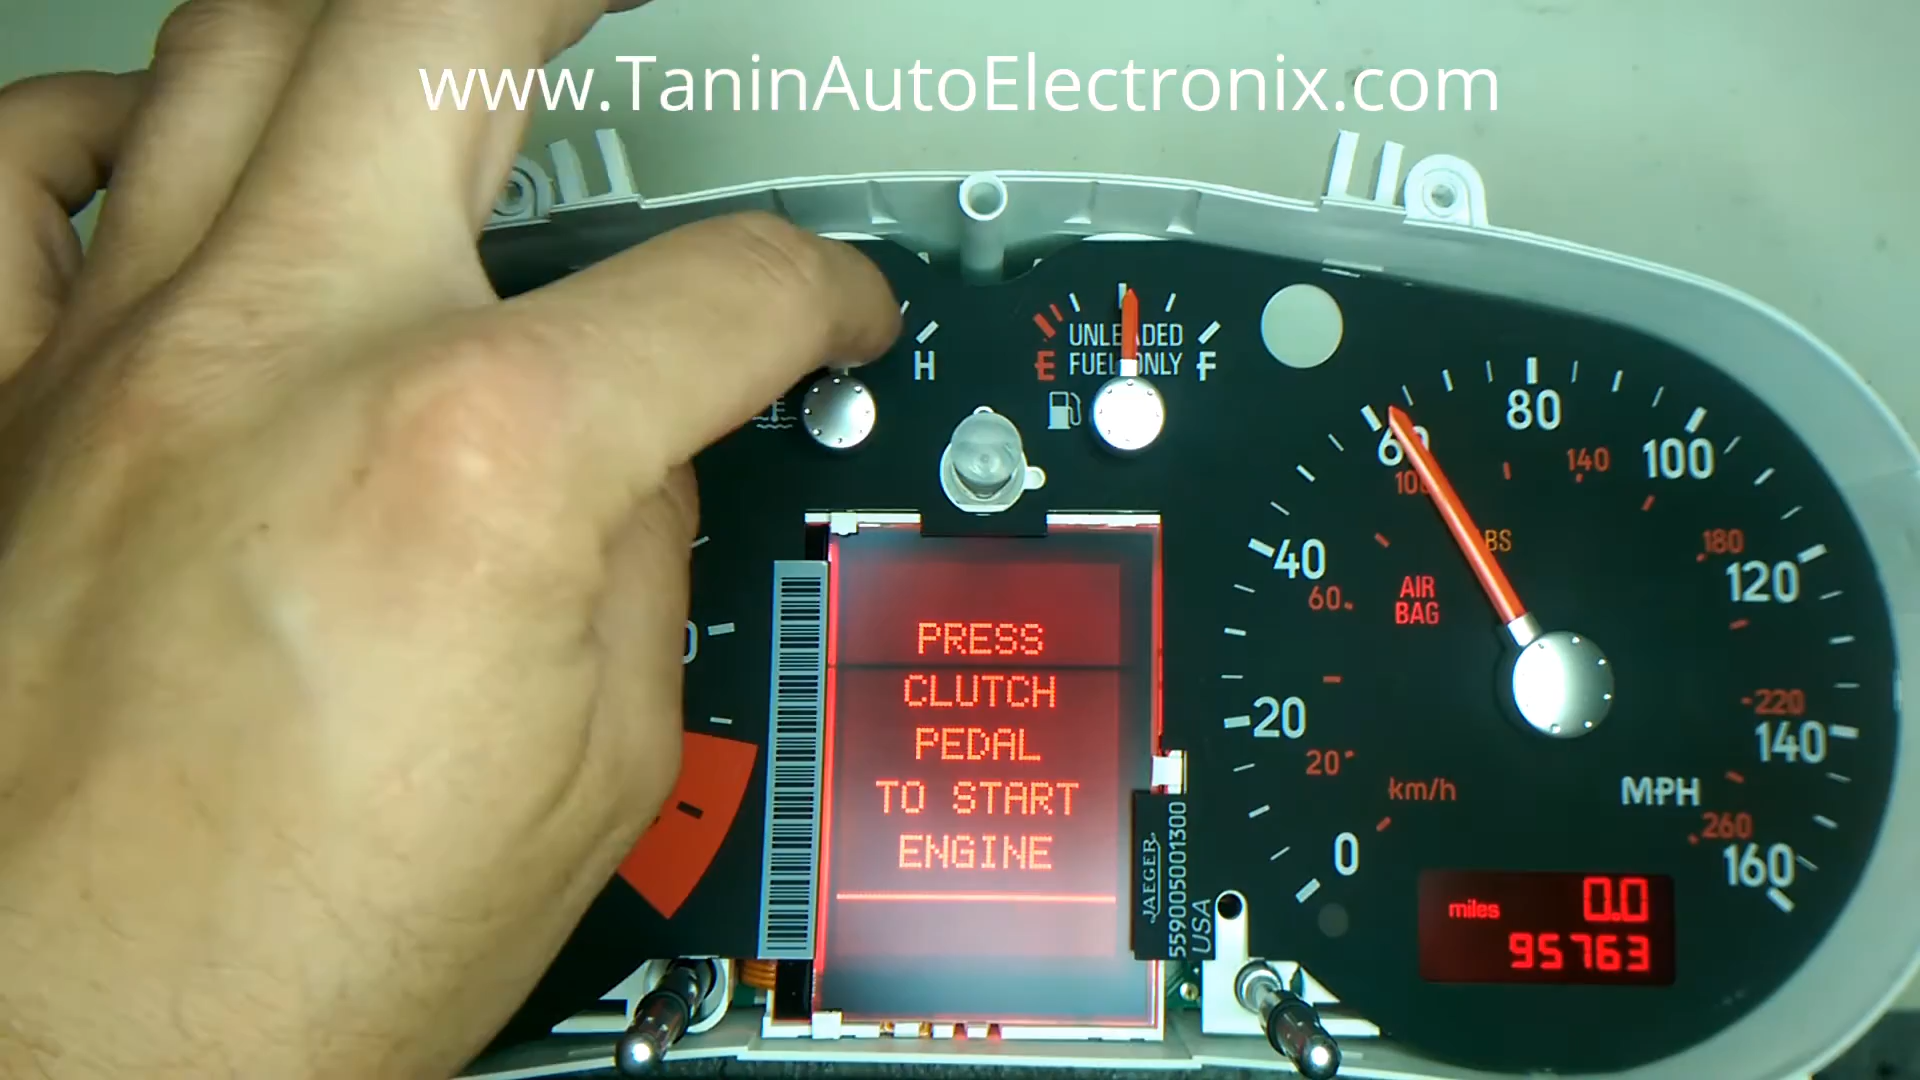 www.TaninAutoElectronix.com
H
UNLEADED
FUEL ONLY
E
F
60
80
100
100
140
40
ABS
180
60
AIR
BAG
120
PRESS
CLUTCH
PEDAL
TO START
ENGINE
20
220
140
20
km/h
MPH
260
0
160
JAEGER
559005001300
USA
miles
0.0
95763